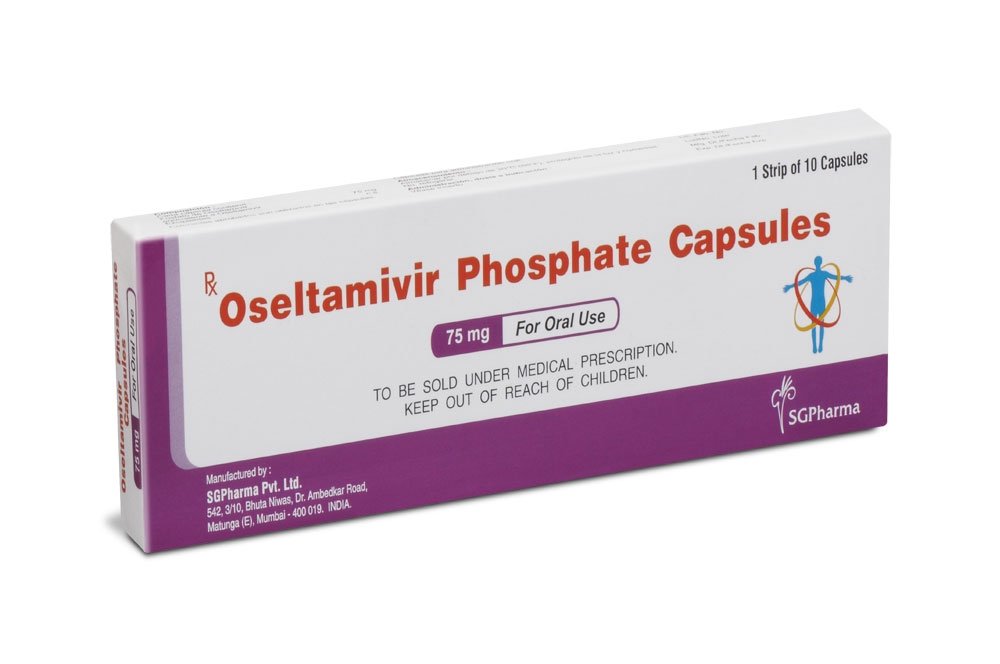 1 Strip of 10 Capsules
Rx
Oseltamivir Phosphate Capsules
75 mg
For Oral Use
TO BE SOLD UNDER MEDICAL PRESCRIPTION.
KEEP OUT OF REACH OF CHILDREN.
SGPharma
Manufactured by :
SGPharma Pvt. Ltd.
542, 3/10, Bhuta Niwas, Dr. Ambedkar Road,
Matunga (E), Mumbai - 400 019. INDIA.
Oseltamivir Phosphate
Capsules
75 mg
For Oral Use